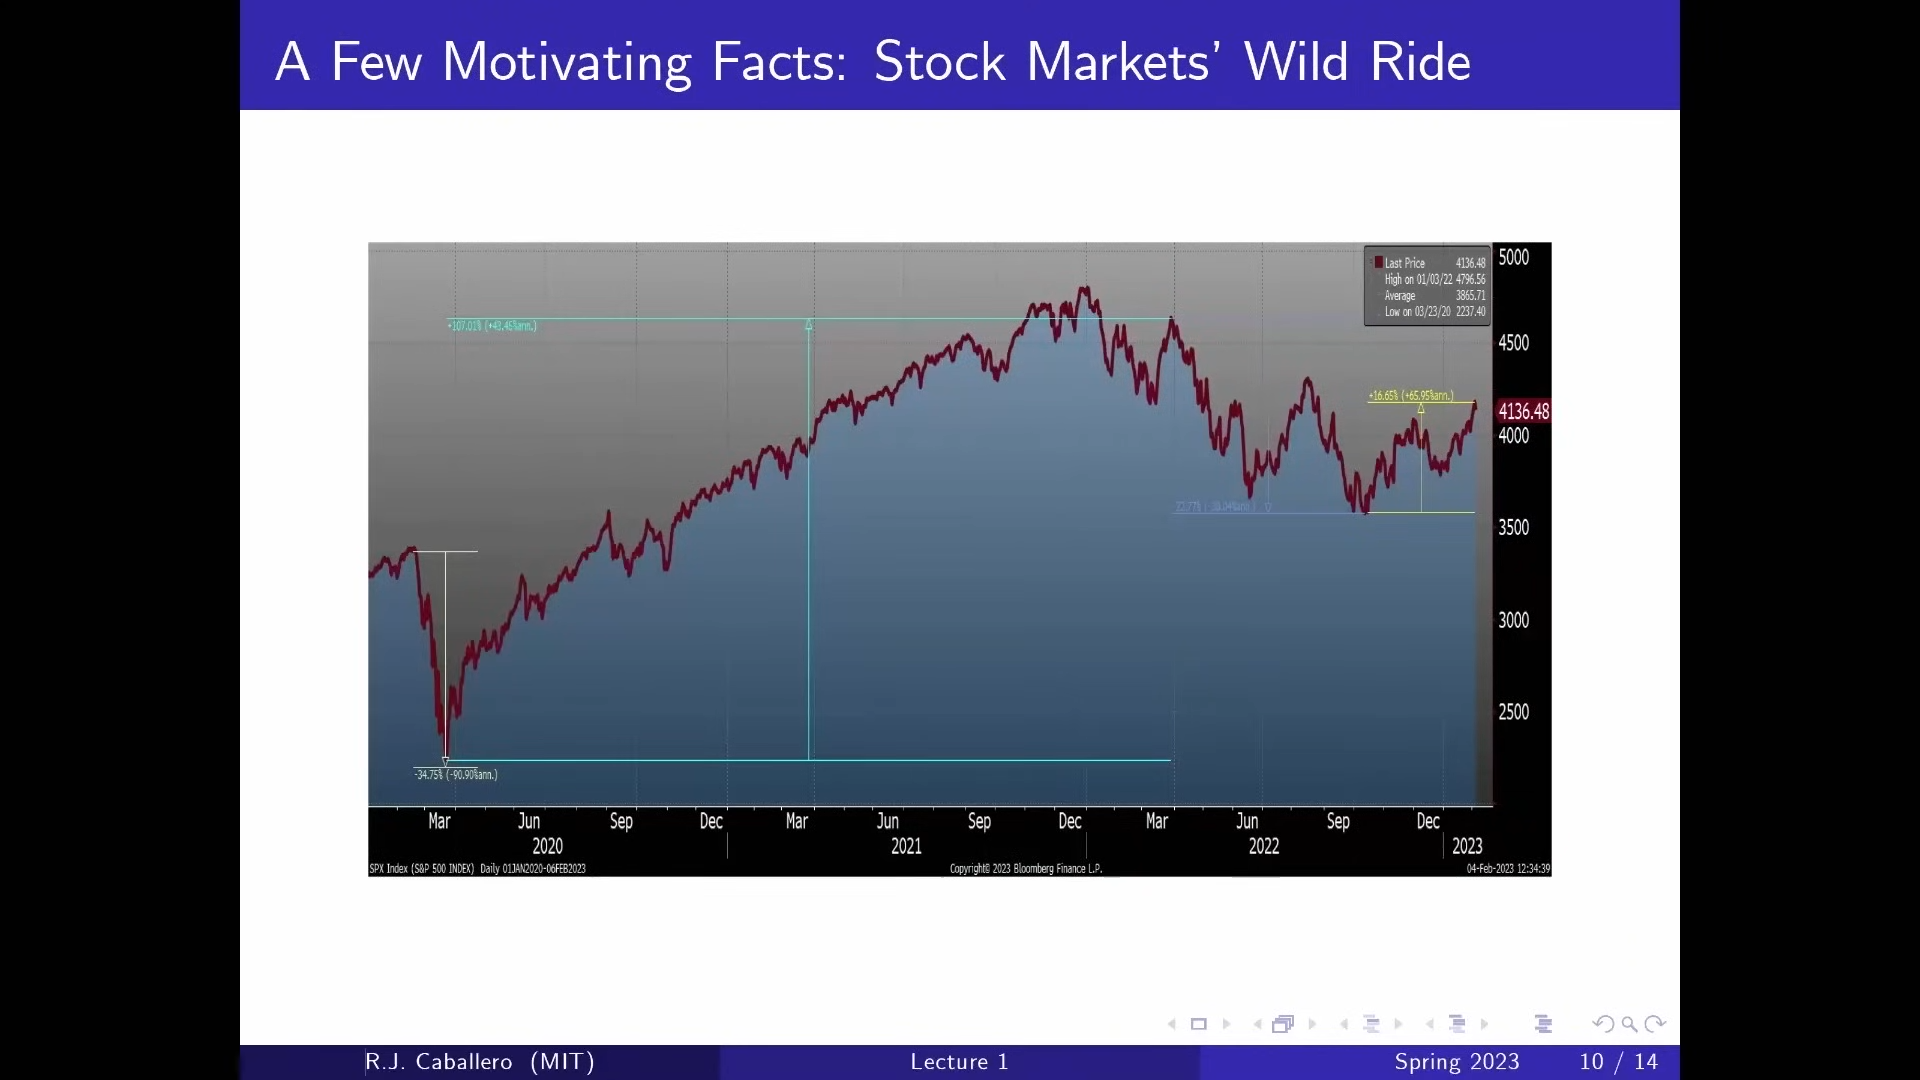 A Few Motivating Facts: Stock Markets' Wild Ride
Last Price 4136.48
High on 01/03/22 4796.56
Average 3865.71
Low on 03/23/20 2237.40
5000
4500
4136.48
4000
3500
3000
2500
+107.01% (+43.46%ann.)
+16.65% (+65.95%ann.)
-34.75% (-90.90%ann.)
Mar Jun Sep Dec Mar Jun Sep Dec Mar Jun Sep Dec
2020 2021 2022 2023
SPX Index (S&P 500 INDEX) Daily 01JAN2020-06FEB2023 Copyright© 2023 Bloomberg Finance L.P. 04-Feb-2023 12:34:39
R.J. Caballero (MIT) Lecture 1 Spring 2023 10 / 14